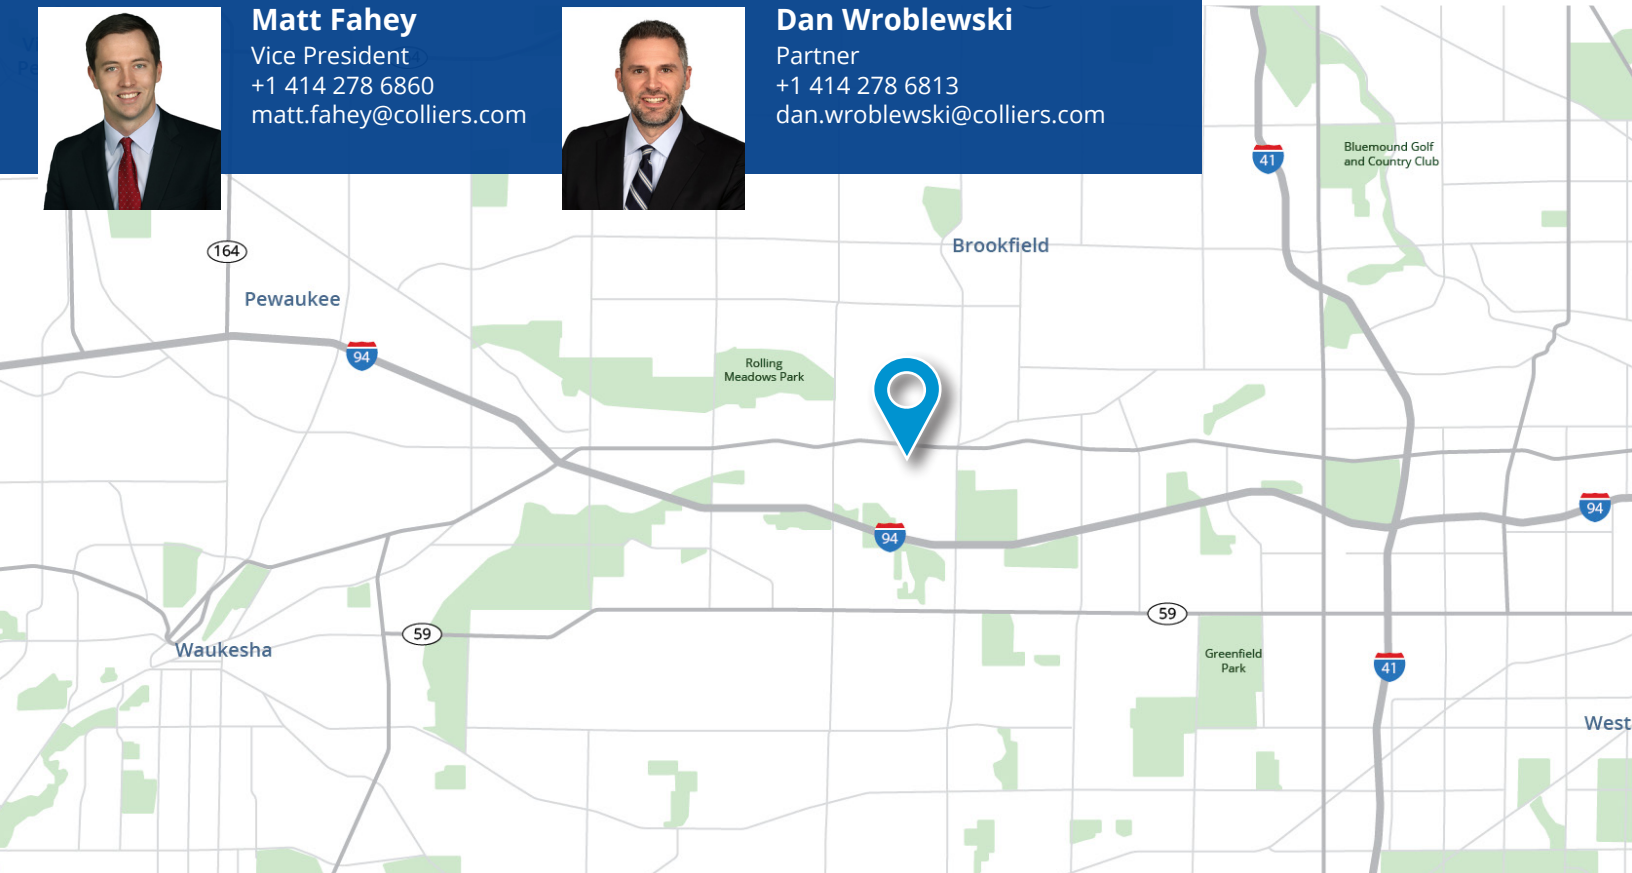 Matt Fahey
Vice President
+1 414 278 6860
matt.fahey@colliers.com
Dan Wroblewski
Partner
+1 414 278 6813
dan.wroblewski@colliers.com
41
Bluemound Golf
and Country Club
164
Brookfield
Pewaukee
94
Rolling
Meadows Park
94
94
59
59
Waukesha
Greenfield
Park
41
West